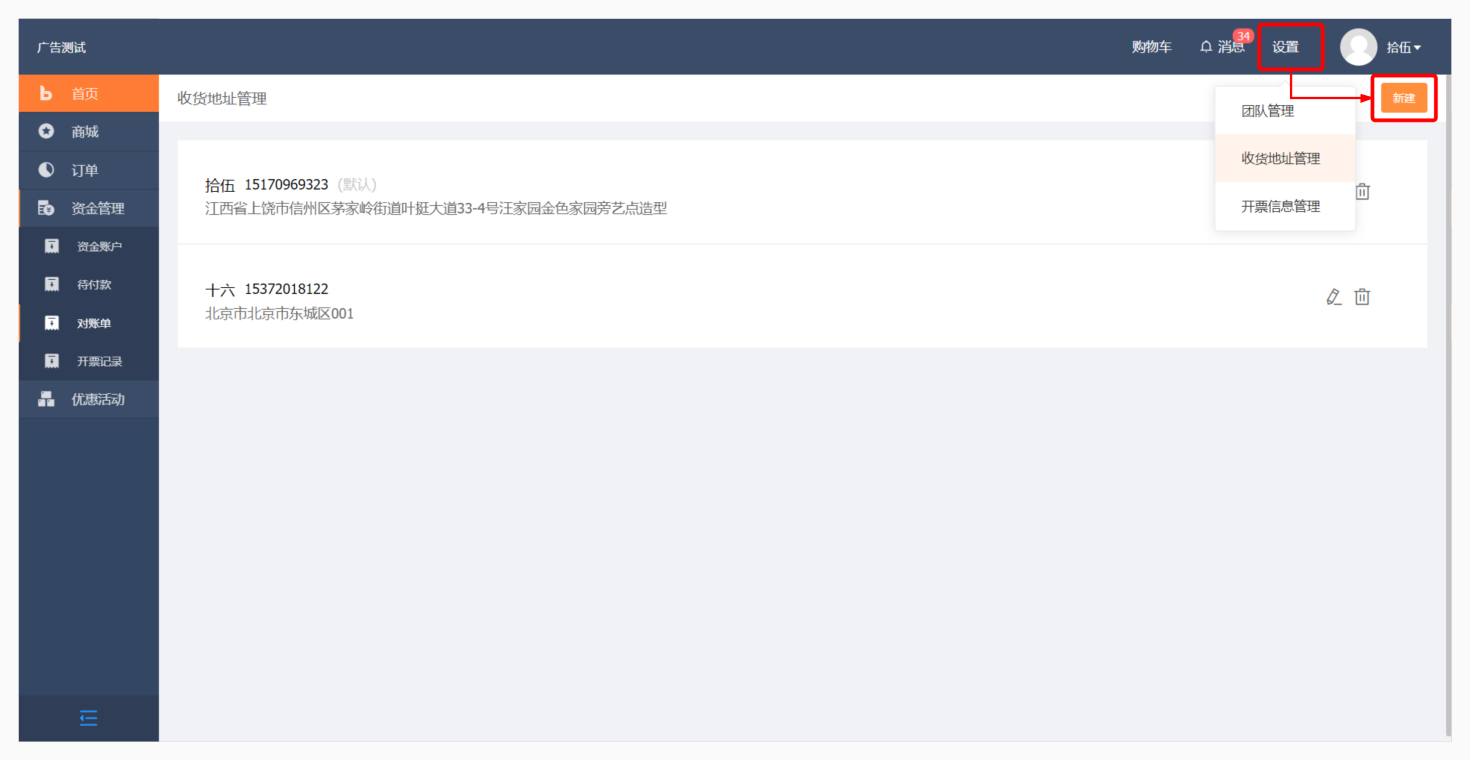 广告测试
购物车
消息
34
设置
拾伍
首页
商城
订单
资金管理
资金账户
待付款
对账单
开票记录
优惠活动
收货地址管理
新建
团队管理
收货地址管理
开票信息管理
拾伍 15170969323 (默认)
江西省上饶市信州区茅家岭街道叶挺大道33-4号汪家园金色家园旁艺点造型
十六 15372018122
北京市北京市东城区001